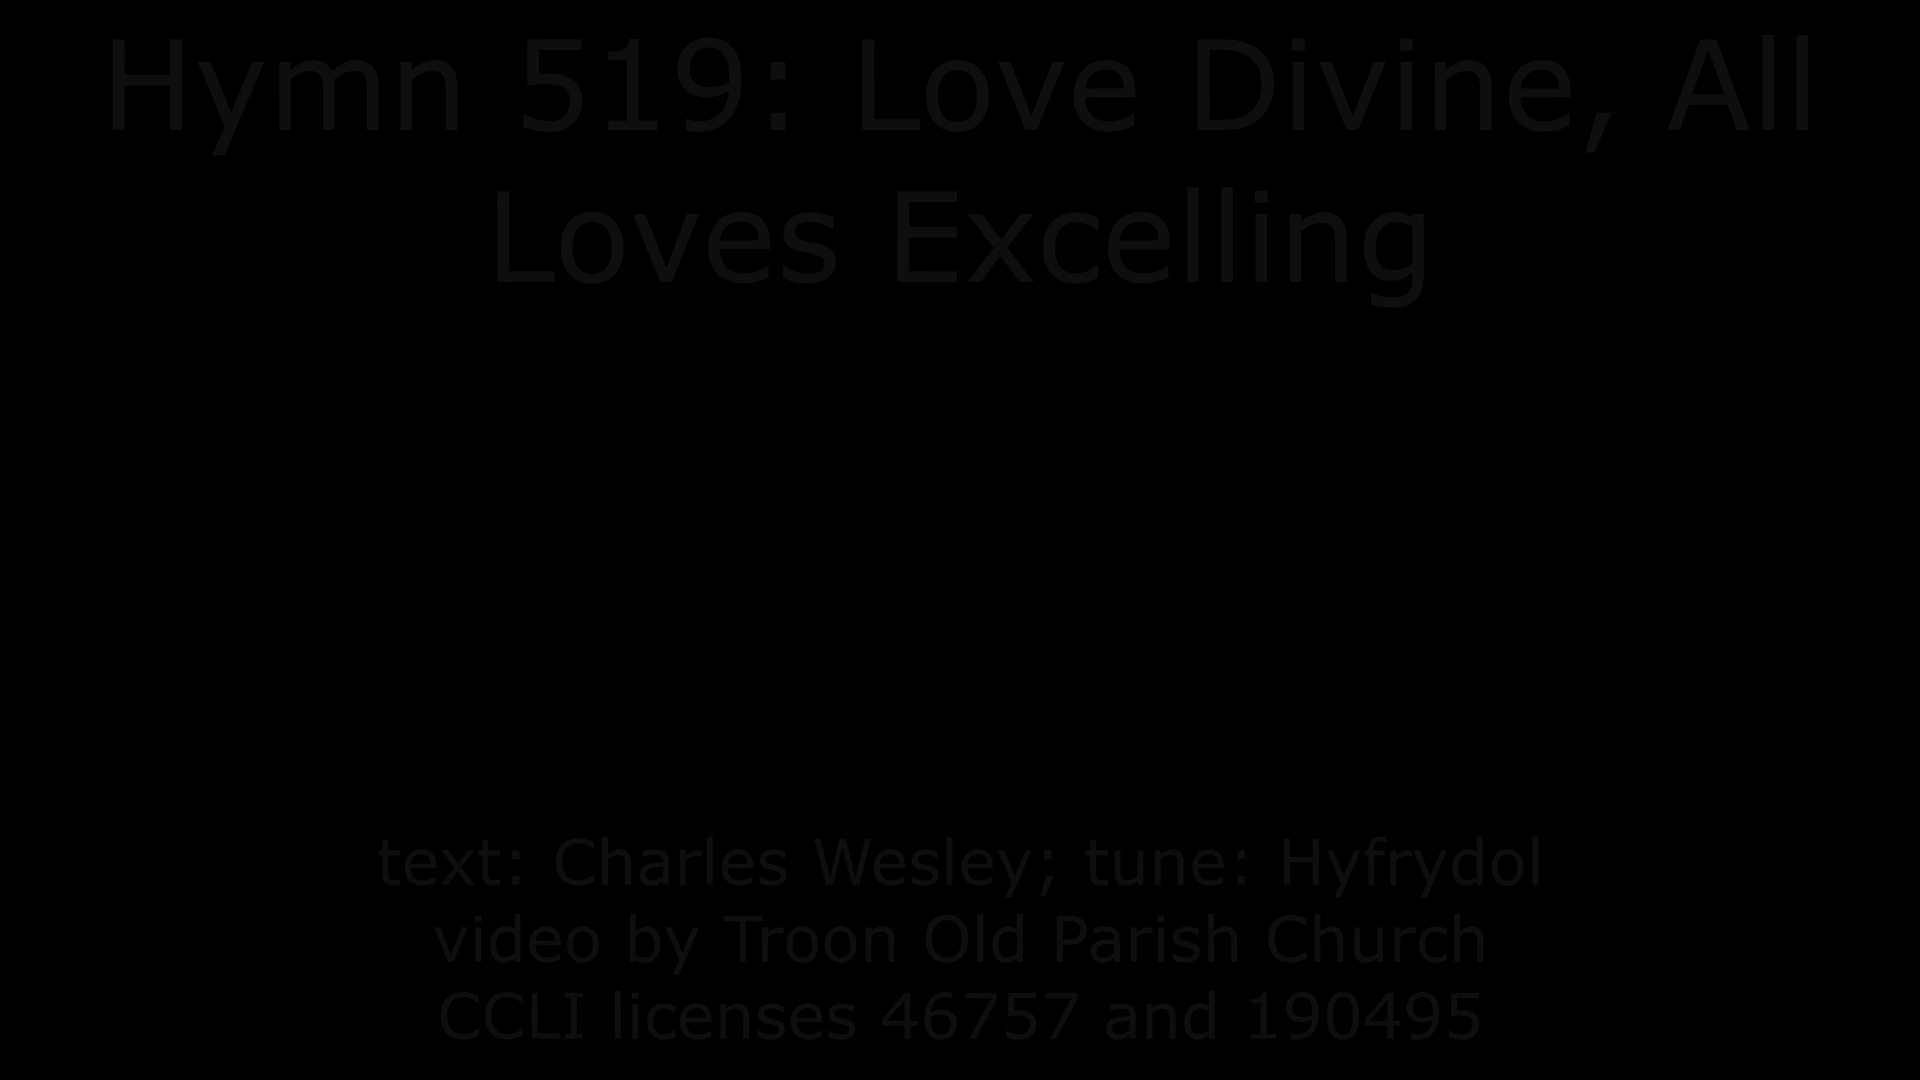 Hymn 519: Love Divine, All
Loves Excelling
text: Charles Wesley; tune: Hyfrydol
video by Troon Old Parish Church
CCLI licenses 46757 and 190495